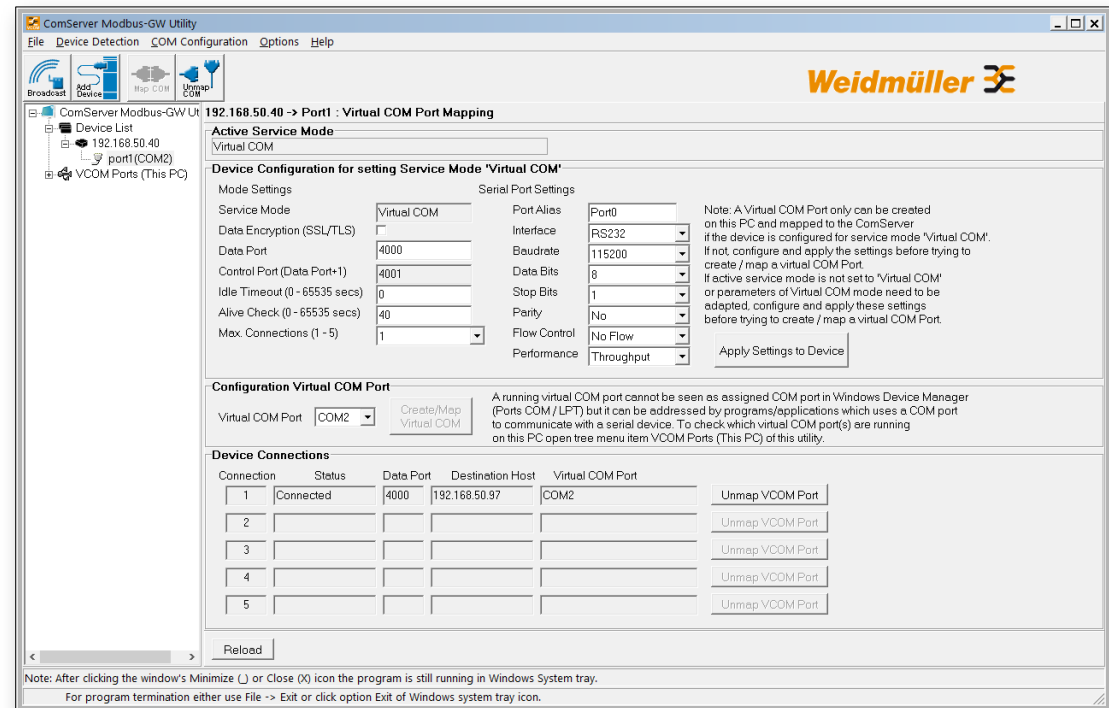 ComServer Modbus-GW Utility
File Device Detection COM Configuration Options Help
Broadcast Add Device Map COM Unmap COM
Weidmüller
ComServer Modbus-GW Ut
Device List
192.168.50.40
port1(COM2)
VCOM Ports (This PC)
192.168.50.40 -> Port1 : Virtual COM Port Mapping
Active Service Mode
Virtual COM
Device Configuration for setting Service Mode 'Virtual COM'
Mode Settings
Service Mode Virtual COM
Data Encryption (SSL/TLS)
Data Port 4000
Control Port (Data Port+1) 4001
Idle Timeout (0 - 65535 secs) 0
Alive Check (0 - 65535 secs) 40
Max. Connections (1 - 5) 1
Serial Port Settings
Port Alias Port0
Interface RS232
Baudrate 115200
Data Bits 8
Stop Bits 1
Parity No
Flow Control No Flow
Performance Throughput
Note: A Virtual COM Port only can be created
on this PC and mapped to the ComServer
if the device is configured for service mode 'Virtual COM'.
If not, configure and apply the settings before trying to
create / map a virtual COM Port.
If active service mode is not set to 'Virtual COM'
or parameters of Virtual COM mode need to be
adapted, configure and apply these settings
before trying to create / map a virtual COM Port.
Apply Settings to Device
Configuration Virtual COM Port
Virtual COM Port COM2 Create/Map
Virtual COM
A running virtual COM port cannot be seen as assigned COM port in Windows Device Manager
(Ports COM / LPT) but it can be addressed by programs/applications which uses a COM port
to communicate with a serial device. To check which virtual COM port(s) are running
on this PC open tree menu item VCOM Ports (This PC) of this utility.
Device Connections
Connection Status Data Port Destination Host Virtual COM Port
1 Connected 4000 192.168.50.97 COM2 Unmap VCOM Port
2 Unmap VCOM Port
3 Unmap VCOM Port
4 Unmap VCOM Port
5 Unmap VCOM Port
Reload
Note: After clicking the window's Minimize (_) or Close (X) icon the program is still running in Windows System tray.
For program termination either use File -> Exit or click option Exit of Windows system tray icon.